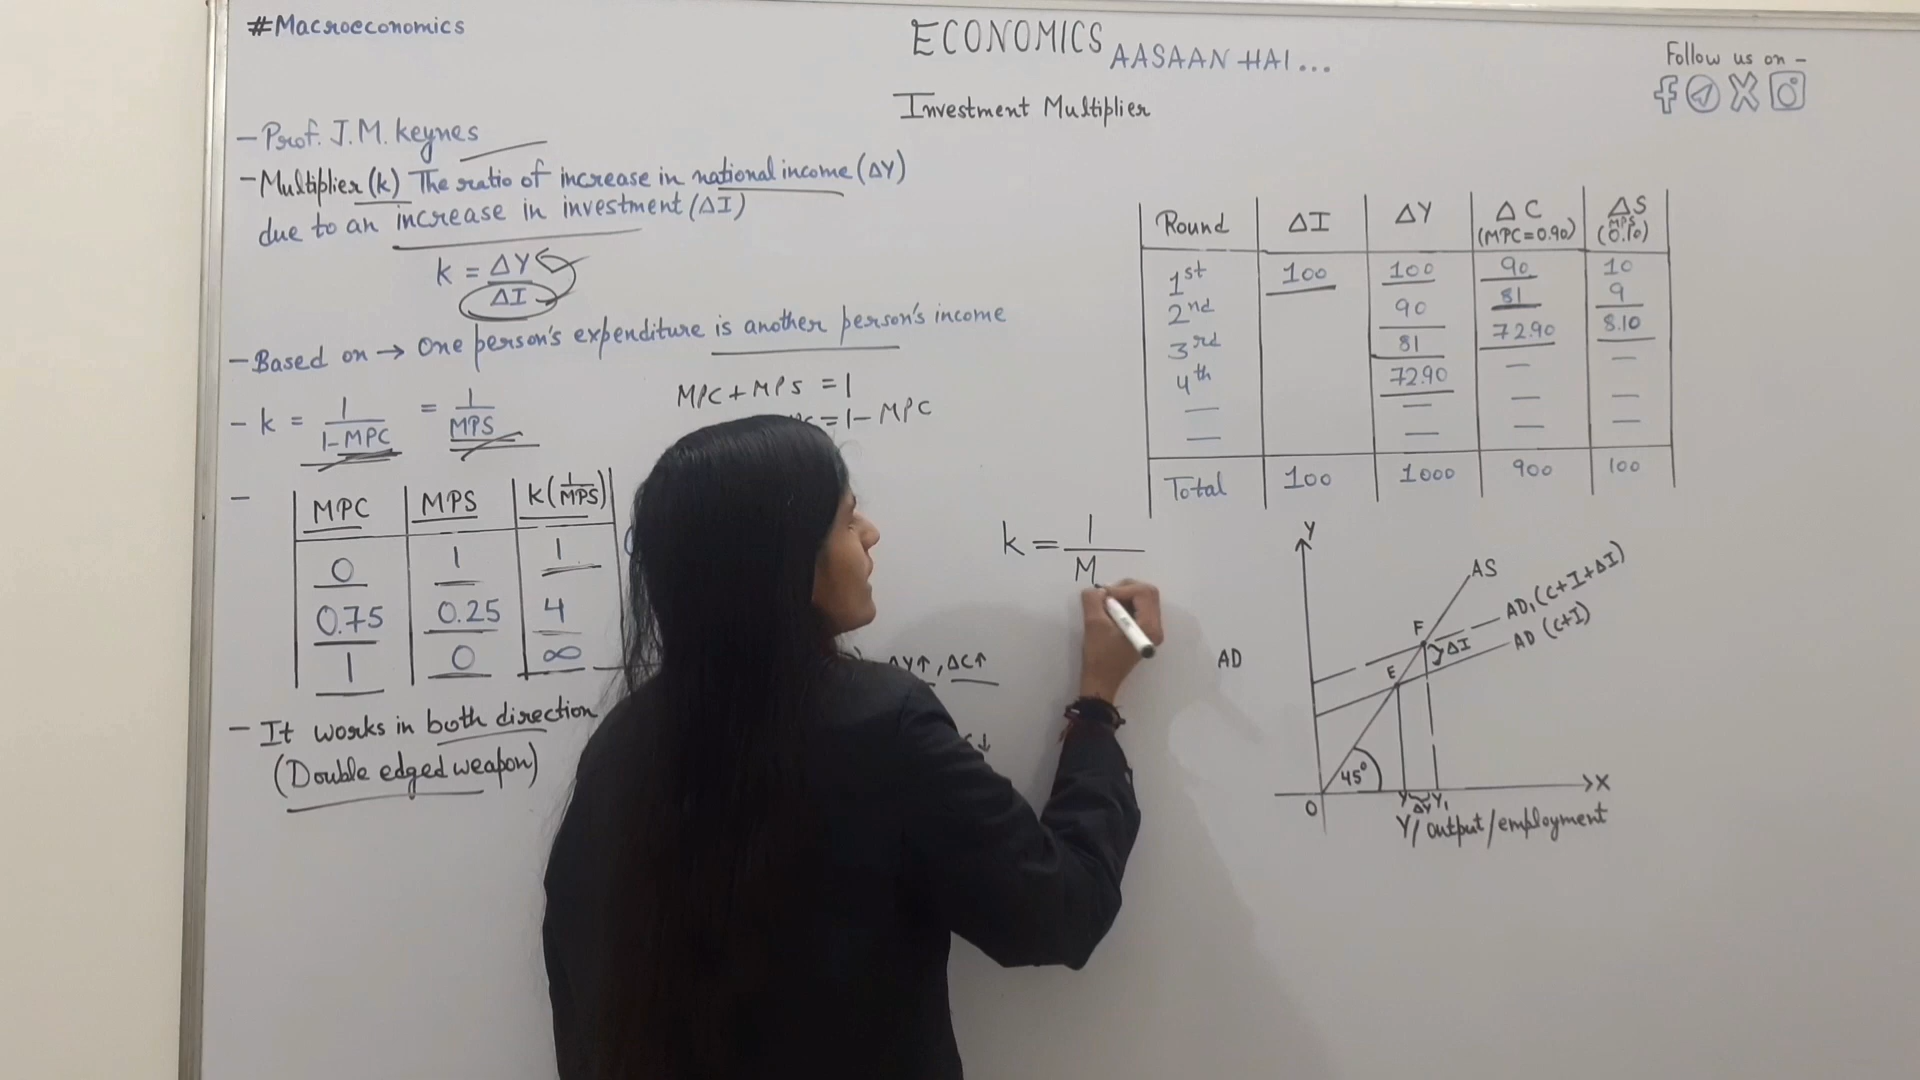 #Macroeconomics
ECONOMICS AASAAN HAI...
Follow us on -
Investment Multiplier
- Prof. J.M. Keynes
- Multiplier (k) The ratio of increase in national income (ΔY)
due to an increase in investment (ΔI)
k = ΔY
ΔI
- Based on → One person's expenditure is another person's income
- k = 1 = 1
1-MPC MPS
MPC + MPS = 1
= 1 - MPC
- MPC MPS k (1/MPS)
0 1 1
0.75 0.25 4
1 0 ∞
ΔY↑, ΔC↑
- It works in both direction
(Double edged weapon)
Round ΔI ΔY ΔC ΔS
(MPC=0.90) MPS (0.10)
1st 100 100 90 10
2nd 90 81 9
3rd 81 72.90 8.10
4th 72.90 — —
— — — —
— — — —
Total 100 1000 900 100
k = 1
M
AD
Y
AS
AD₁ (C+I+ΔI)
AD (C+I)
F
ΔI
E
45°
O Y ΔY Y₁ X
Y/output/employment